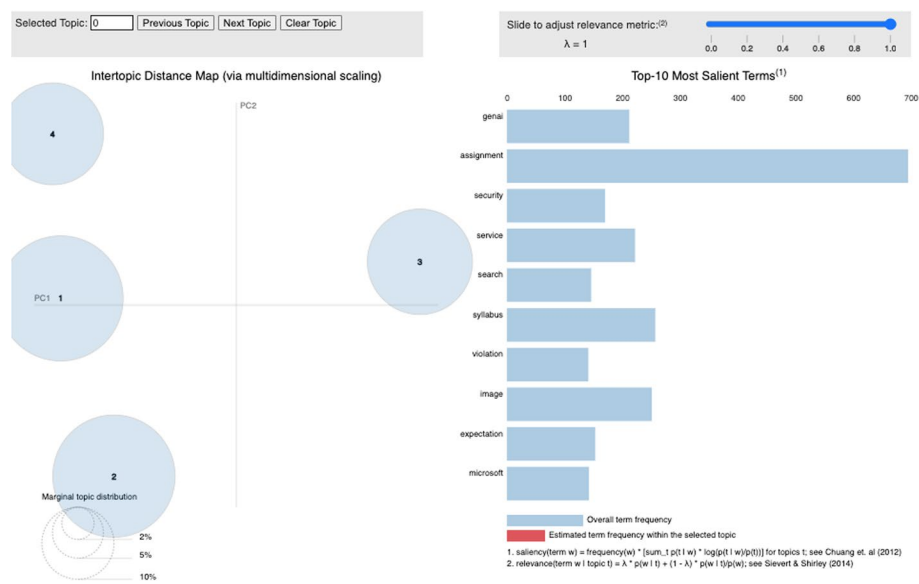 Selected Topic: 0 Previous Topic Next Topic Clear Topic
Slide to adjust relevance metric:(2)
λ = 1
0.0 0.2 0.4 0.6 0.8 1.0
Intertopic Distance Map (via multidimensional scaling)
PC2
4
3
PC1 1
2
Marginal topic distribution
2%
5%
10%
Top-10 Most Salient Terms(1)
0 100 200 300 400 500 600 700
genai
assignment
security
service
search
syllabus
violation
image
expectation
microsoft
Overall term frequency
Estimated term frequency within the selected topic
1. saliency(term w) = frequency(w) * [sum_t p(t | w) * log(p(t | w)/p(t))] for topics t; see Chuang et. al (2012)
2. relevance(term w | topic t) = λ * p(w | t) + (1 - λ) * p(w | t)/p(w); see Sievert & Shirley (2014)